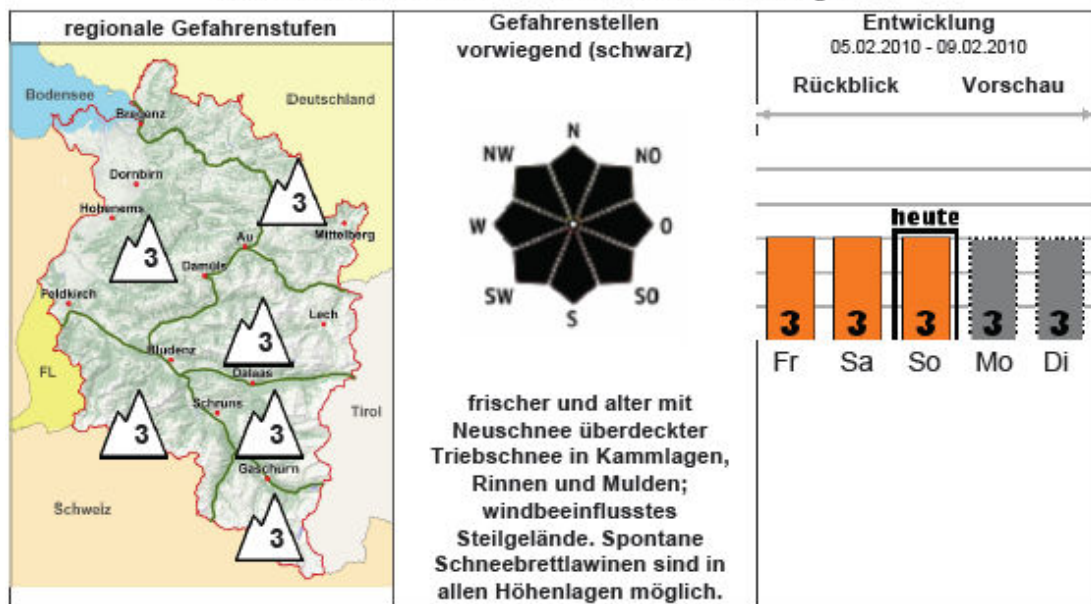 regionale Gefahrenstufen
Bodensee
Deutschland
Bregenz
Dornbirn
3
Hohenems
Mittelberg
3
Au
Damüls
Feldkirch
Lech
3
Bludenz
FL
Dalaas
Schruns
Tirol
3
3
Gaschurn
Schweiz
3
Gefahrenstellen
vorwiegend (schwarz)
N
NW
NO
W
O
SW
SO
S
frischer und alter mit
Neuschnee überdeckter
Triebschnee in Kammlagen,
Rinnen und Mulden;
windbeeinflusstes
Steilgelände. Spontane
Schneebrettlawinen sind in
allen Höhenlagen möglich.
Entwicklung
05.02.2010 - 09.02.2010
Rückblick Vorschau
heute
3 3 3 3 3
Fr Sa So Mo Di